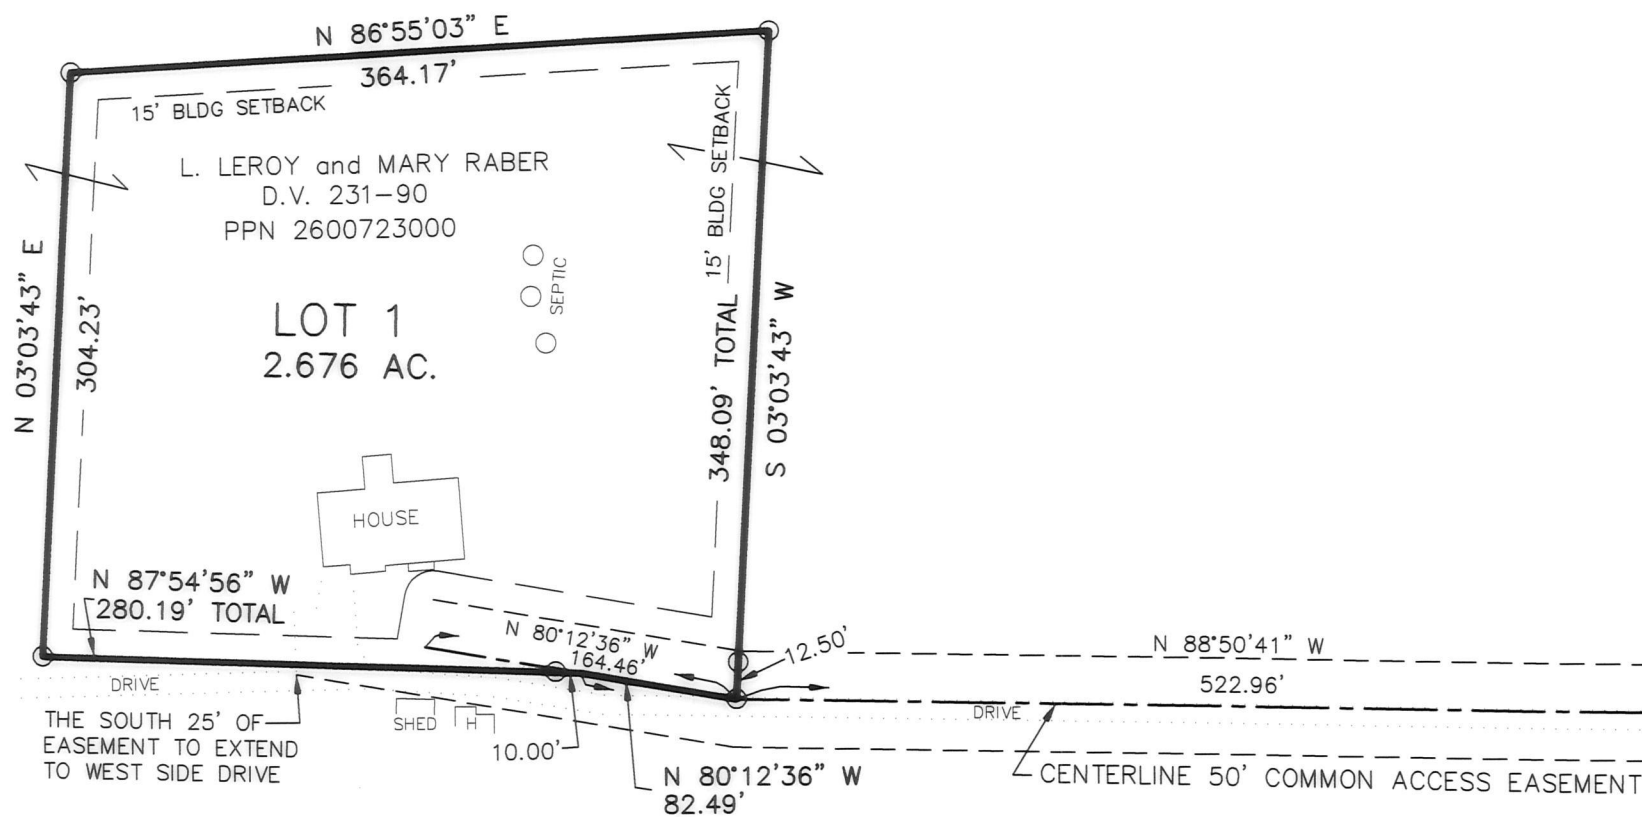 N 86°55'03" E
364.17'
15' BLDG SETBACK
L. LEROY and MARY RABER
D.V. 231-90
PPN 2600723000
15' BLDG SETBACK
SEPTIC
N 03°03'43" E
304.23'
LOT 1
2.676 AC.
348.09' TOTAL
S 03°03'43" W
HOUSE
N 87°54'56" W
280.19' TOTAL
N 80°12'36" W
164.46'
12.50'
N 88°50'41" W
522.96'
DRIVE
DRIVE
THE SOUTH 25' OF
EASEMENT TO EXTEND
TO WEST SIDE DRIVE
SHED
H
10.00'
N 80°12'36" W
82.49'
CENTERLINE 50' COMMON ACCESS EASEMENT